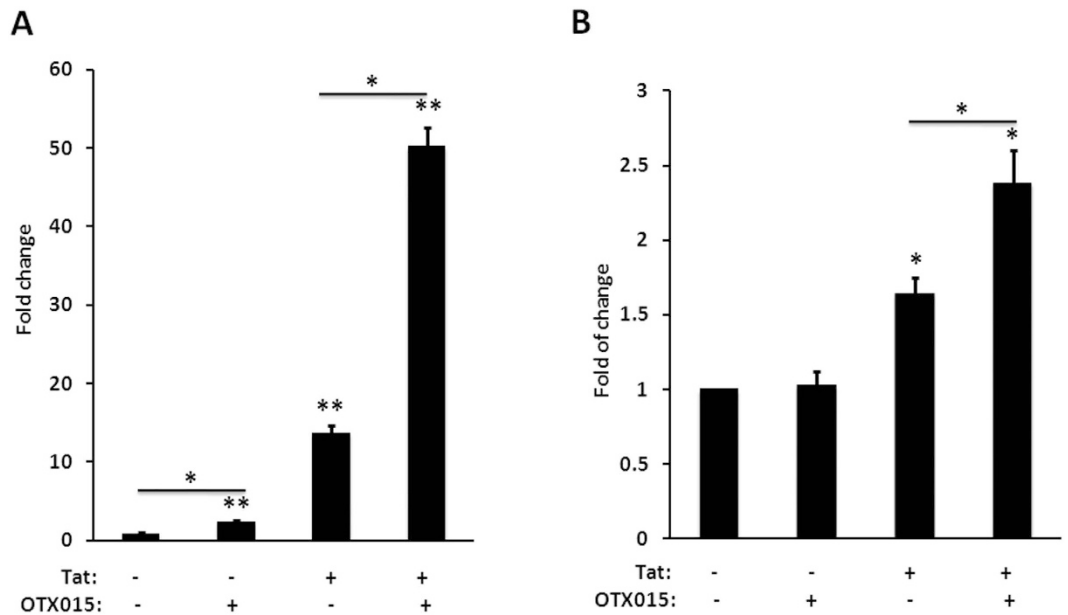 A
60
50
40
30
20
10
0
Fold change
*
**
**
*
**
Tat: - - + +
OTX015: - + - +
B
3
2.5
2
1.5
1
0.5
0
Fold of change
*
*
*
Tat: - - + +
OTX015: - + - +